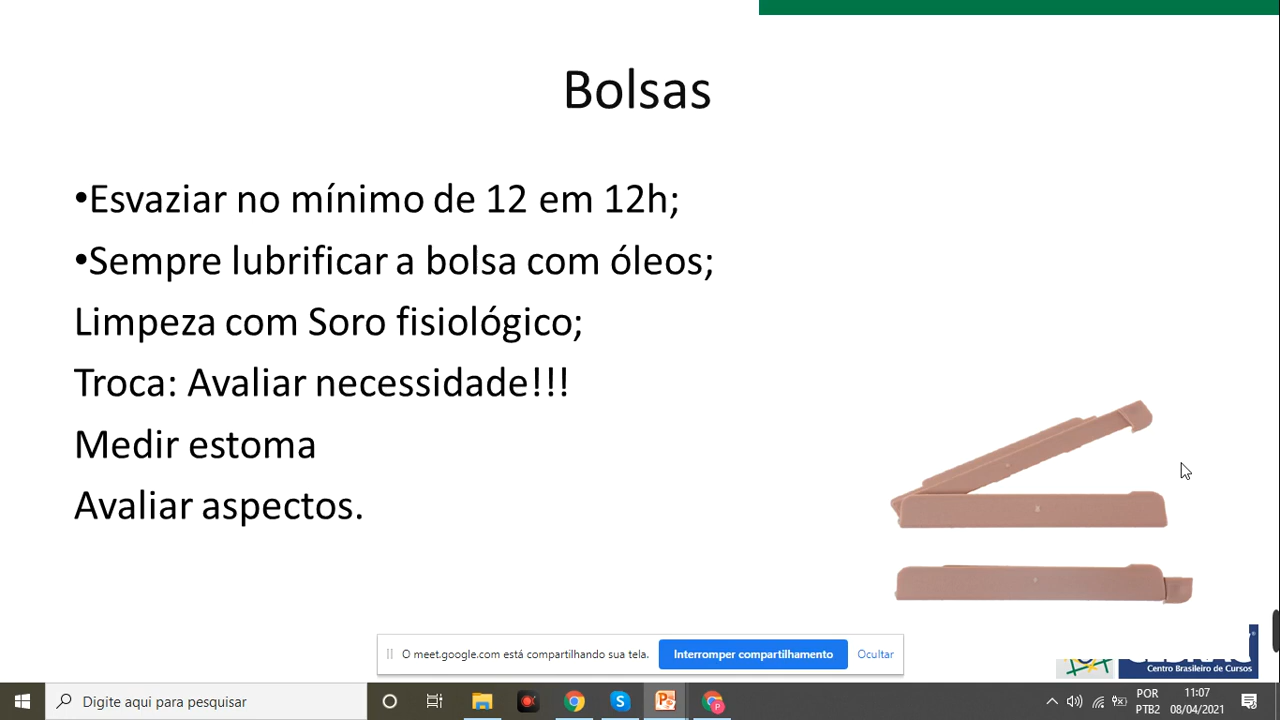 Bolsas
•Esvaziar no mínimo de 12 em 12h;
•Sempre lubrificar a bolsa com óleos;
Limpeza com Soro fisiológico;
Troca: Avaliar necessidade!!!
Medir estoma
Avaliar aspectos.
O meet.google.com está compartilhando sua tela.
Interromper compartilhamento
Ocultar
Centro Brasileiro de Cursos
Digite aqui para pesquisar
POR
PTB2
11:07
08/04/2021